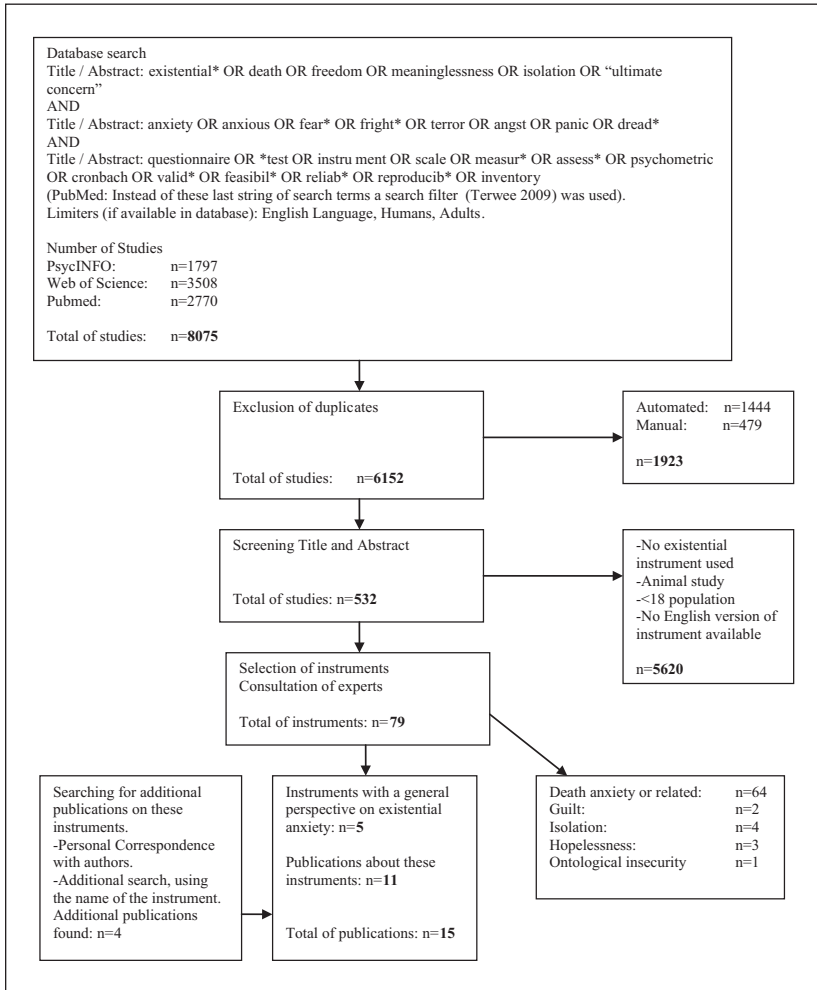 Database search
Title / Abstract: existential* OR death OR freedom OR meaninglessness OR isolation OR “ultimate
concern”
AND
Title / Abstract: anxiety OR anxious OR fear* OR fright* OR terror OR angst OR panic OR dread*
AND
Title / Abstract: questionnaire OR *test OR instru ment OR scale OR measur* OR assess* OR psychometric
OR cronbach OR valid* OR feasibil* OR reliab* OR reproducib* OR inventory
(PubMed: Instead of these last string of search terms a search filter (Terwee 2009) was used).
Limiters (if available in database): English Language, Humans, Adults.
Number of Studies
PsycINFO: n=1797
Web of Science: n=3508
Pubmed: n=2770
Total of studies: n=8075
Exclusion of duplicates
Total of studies: n=6152
Automated: n=1444
Manual: n=479
n=1923
Screening Title and Abstract
Total of studies: n=532
-No existential
instrument used
-Animal study
-<18 population
-No English version of
instrument available
n=5620
Selection of instruments
Consultation of experts
Total of instruments: n=79
Searching for additional
publications on these
instruments.
-Personal Correspondence
with authors.
-Additional search, using
the name of the instrument.
Additional publications
found: n=4
Instruments with a general
perspective on existential
anxiety: n=5
Publications about these
instruments: n=11
Total of publications: n=15
Death anxiety or related: n=64
Guilt: n=2
Isolation: n=4
Hopelessness: n=3
Ontological insecurity n=1